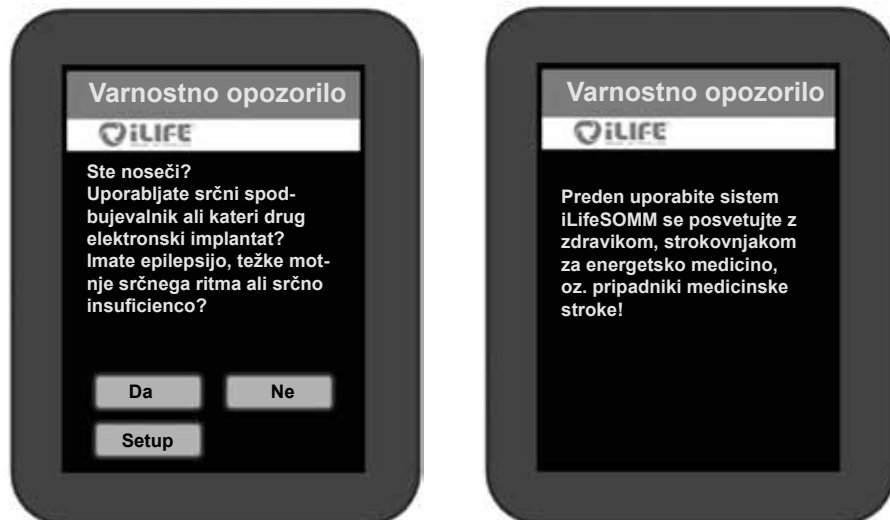 Varnostno opozorilo
iLIFE
Ste noseči?
Uporabljate srčni spod-
bujevalnik ali kateri drug
elektronski implantat?
Imate epilepsijo, težke mot-
nje srčnega ritma ali srčno
insuficienco?
Da
Ne
Setup
Varnostno opozorilo
iLIFE
Preden uporabite sistem
iLifeSOMM se posvetujte z
zdravikom, strokovnjakom
za energetsko medicino,
oz. pripadniki medicinske
stroke!